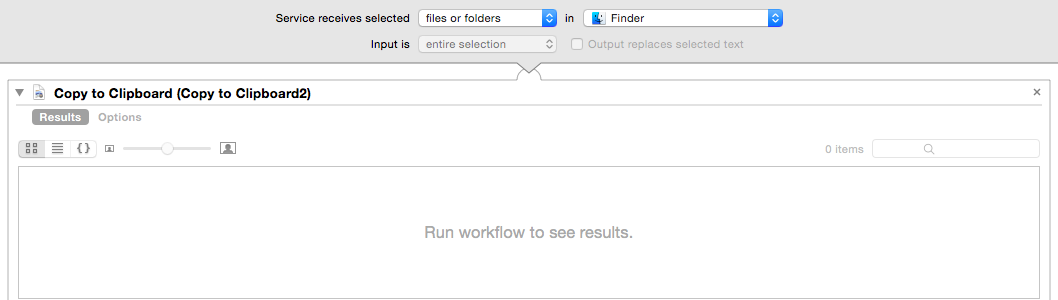 Service receives selected files or folders in Finder
Input is entire selection Output replaces selected text
Copy to Clipboard (Copy to Clipboard2)
Results Options
0 items
Run workflow to see results.